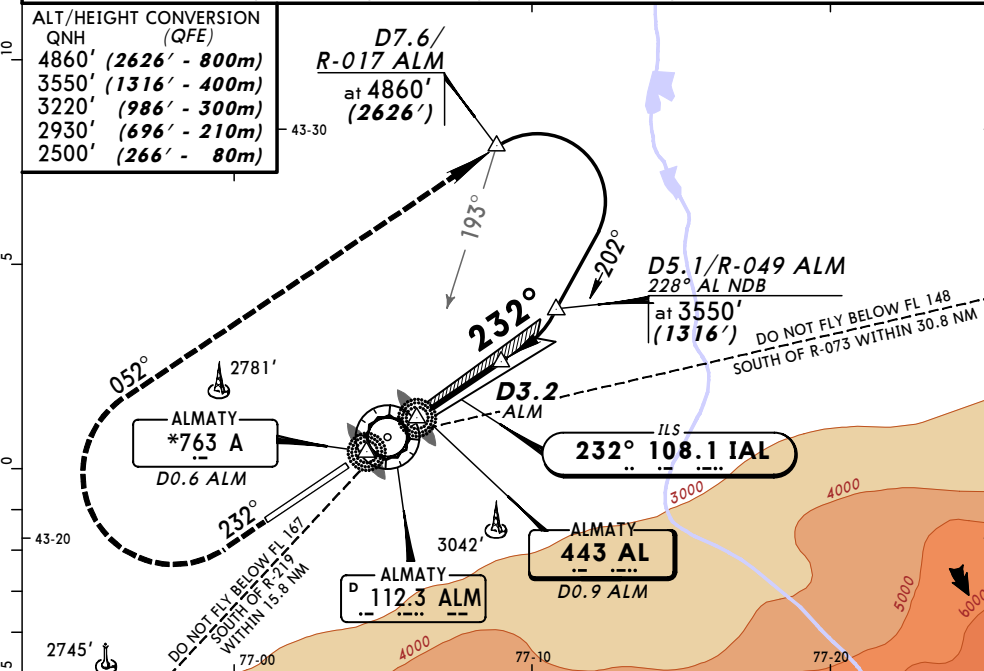 ALT/HEIGHT CONVERSION
QNH (QFE)
4860' (2626' - 800m)
3550' (1316' - 400m)
3220' (986' - 300m)
2930' (696' - 210m)
2500' (266' - 80m)
10
D7.6/
R-017 ALM
at 4860'
(2626')
43-30
193°
202°
5
D5.1/R-049 ALM
228° AL NDB
at 3550'
(1316')
232°
DO NOT FLY BELOW FL 148
SOUTH OF R-073 WITHIN 30.8 NM
052°
2781'
D3.2
ALM
ALMATY
*763 A
D0.6 ALM
ILS
232° 108.1 IAL
0
3000
4000
232°
43-20
3042'
ALMATY
443 AL
D0.9 ALM
DO NOT FLY BELOW FL 167
SOUTH OF R-219
WITHIN 15.8 NM
ALMATY
D 112.3 ALM
5000
6000
4000
2745'
5
77-00
77-10
77-20